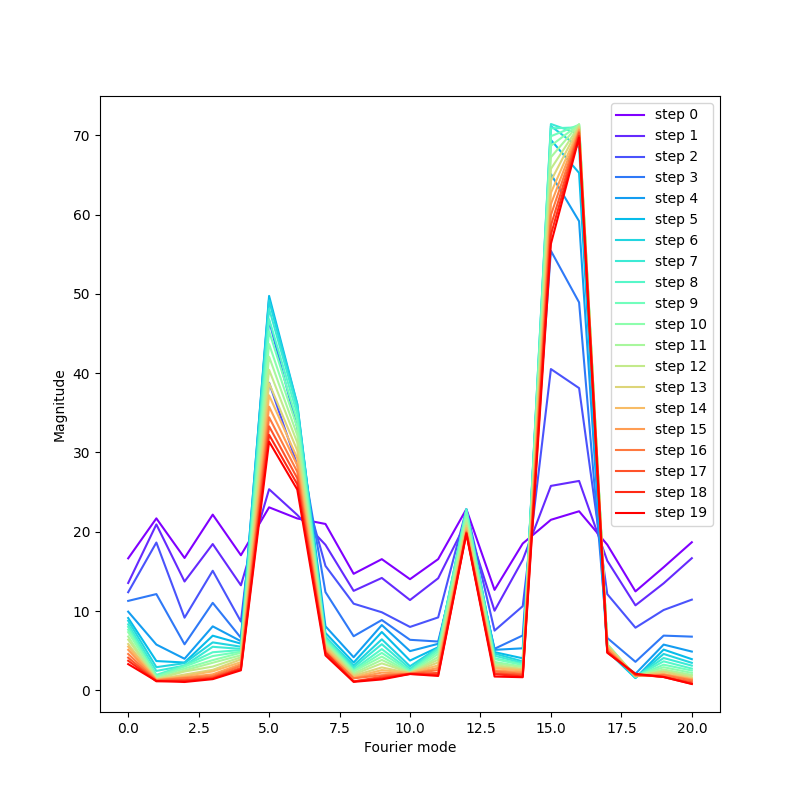 70
60
50
40
30
20
10
0
Magnitude
0.0 2.5 5.0 7.5 10.0 12.5 15.0 17.5 20.0
Fourier mode
step 0
step 1
step 2
step 3
step 4
step 5
step 6
step 7
step 8
step 9
step 10
step 11
step 12
step 13
step 14
step 15
step 16
step 17
step 18
step 19